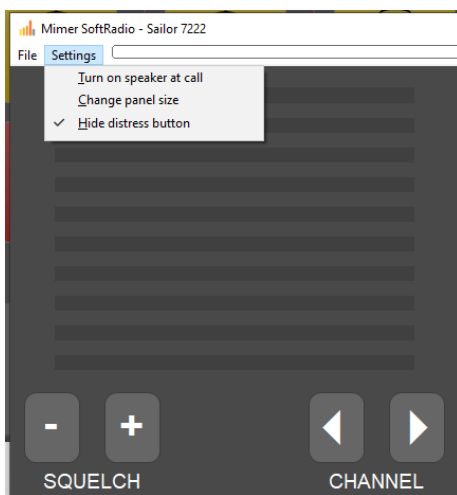 Mimer SoftRadio - Sailor 7222
File Settings
Turn on speaker at call
Change panel size
Hide distress button
- +
SQUELCH CHANNEL